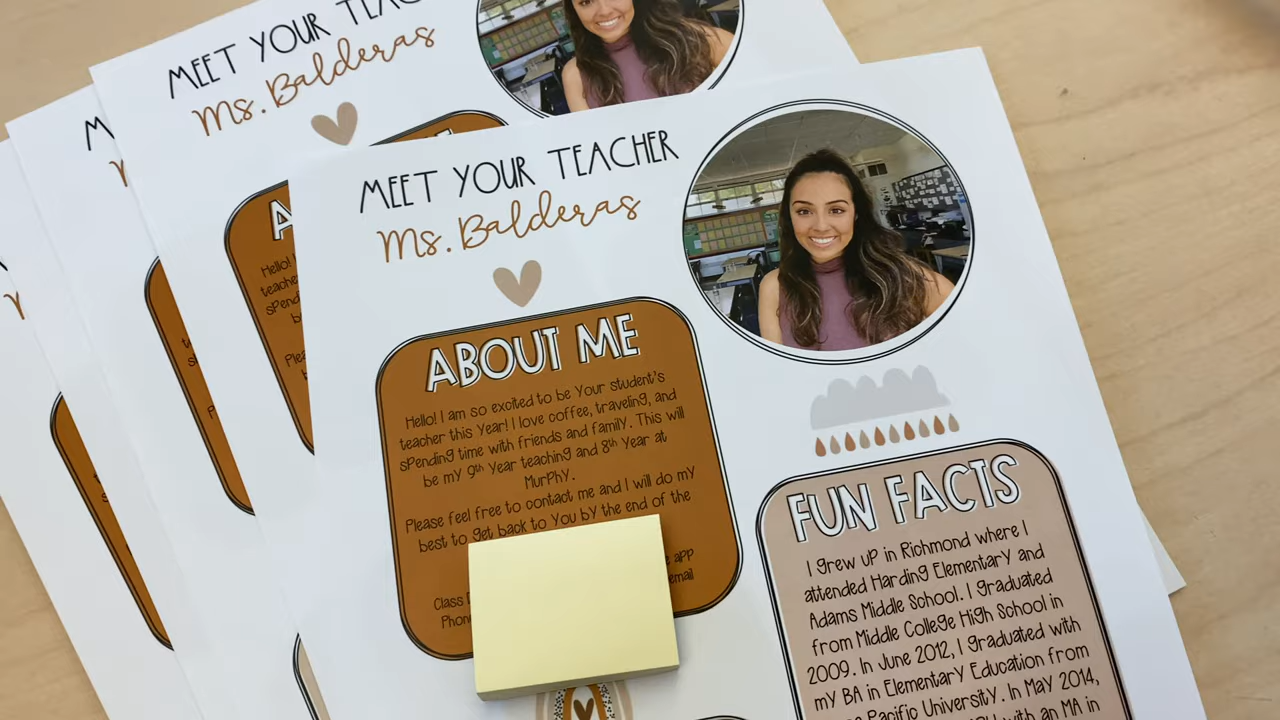 MEET YOUR TEAC
Ms. Balderas
MEET YOUR TEACHER
Ms. Balderas
ABOUT ME
Hello! I am so excited to be Your student's
teacher this Year! I love coffee, traveling, and
spending time with friends and family. This will
be my 9th Year teaching and 8th Year at
Murphy.
Please feel free to contact me and I will do my
best to get back to You by the end of the
app
Class
email
Phon
FUN FACTS
I grew up in Richmond where I
attended Harding Elementary and
Adams Middle School. I graduated
from Middle College High School in
2009. In June 2012, I graduated with
my BA in Elementary Education from
Pacific University. In May 2014,
with an MA in